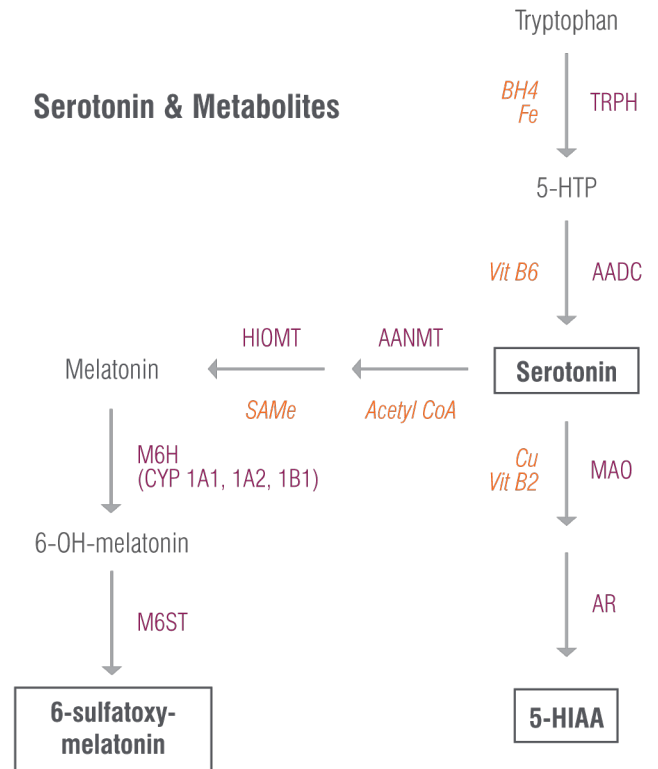 Tryptophan
Serotonin & Metabolites
BH4
Fe
TRPH
5-HTP
Vit B6
AADC
HIOMT
AANMT
Melatonin
Serotonin
SAMe
Acetyl CoA
M6H
(CYP 1A1, 1A2, 1B1)
Cu
Vit B2
MAO
6-OH-melatonin
AR
M6ST
6-sulfatoxy-
melatonin
5-HIAA